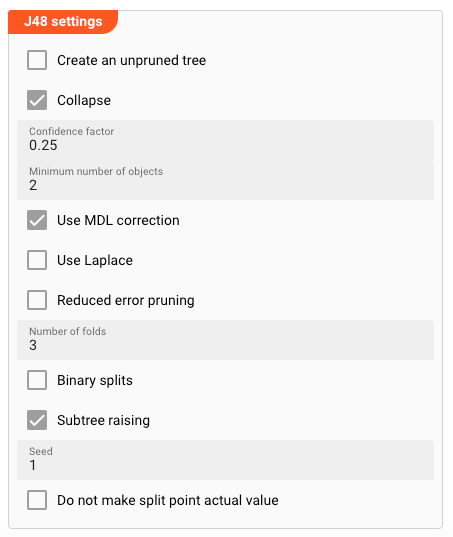 J48 settings
Create an unpruned tree
Collapse
Confidence factor
0.25
Minimum number of objects
2
Use MDL correction
Use Laplace
Reduced error pruning
Number of folds
3
Binary splits
Subtree raising
Seed
1
Do not make split point actual value